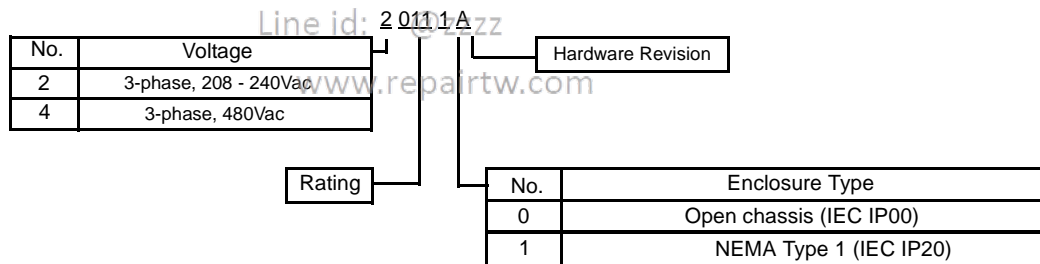 Line id: @zzzz
2 011 1 A
No. Voltage
2 3-phase, 208 - 240Vac
4 3-phase, 480Vac
Hardware Revision
www.repairtw.com
Rating
No. Enclosure Type
0 Open chassis (IEC IP00)
1 NEMA Type 1 (IEC IP20)